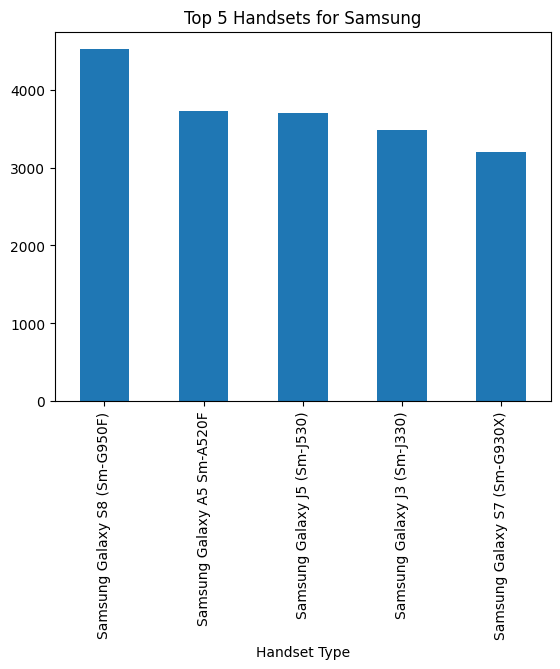 Top 5 Handsets for Samsung
4000
3000
2000
1000
0
Samsung Galaxy S8 (Sm-G950F)
Samsung Galaxy A5 Sm-A520F
Samsung Galaxy J5 (Sm-J530)
Samsung Galaxy J3 (Sm-J330)
Samsung Galaxy S7 (Sm-G930X)
Handset Type